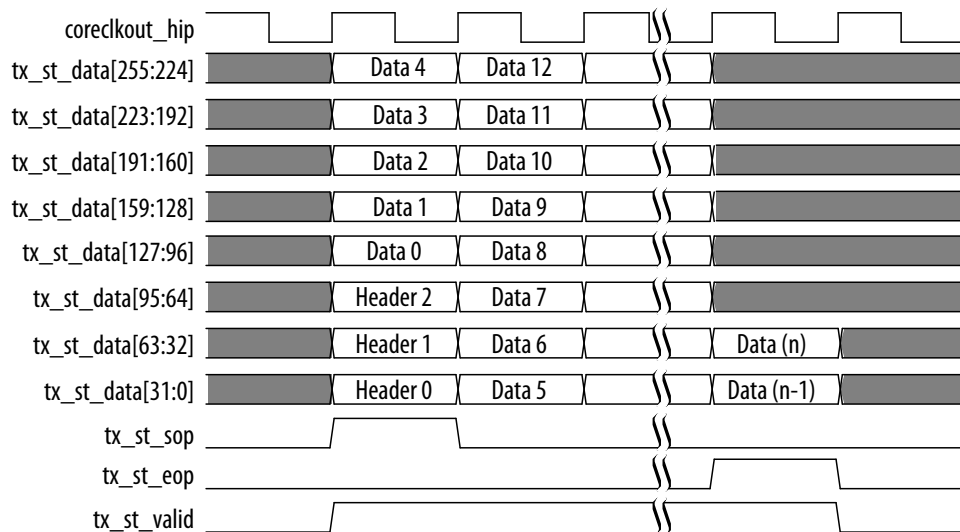 coreclkout_hip
tx_st_data[255:224] Data 4 Data 12
tx_st_data[223:192] Data 3 Data 11
tx_st_data[191:160] Data 2 Data 10
tx_st_data[159:128] Data 1 Data 9
tx_st_data[127:96] Data 0 Data 8
tx_st_data[95:64] Header 2 Data 7
tx_st_data[63:32] Header 1 Data 6 Data (n)
tx_st_data[31:0] Header 0 Data 5 Data (n-1)
tx_st_sop
tx_st_eop
tx_st_valid